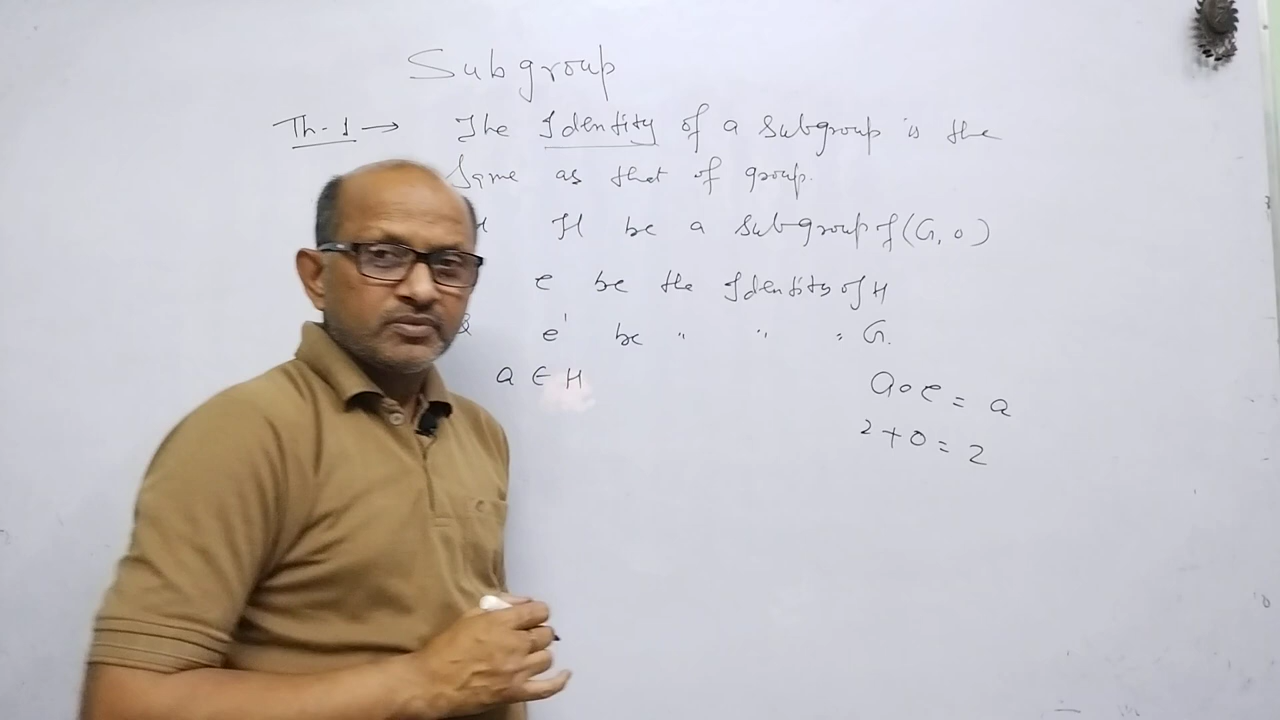 Subgroup
Th-1 → The Identity of a subgroup is the
same as that of group.
H be a subgroup of (G, o)
e be the Identity of H
& e' be " " " G.
a ∈ H
a o e = a
2 + 0 = 2